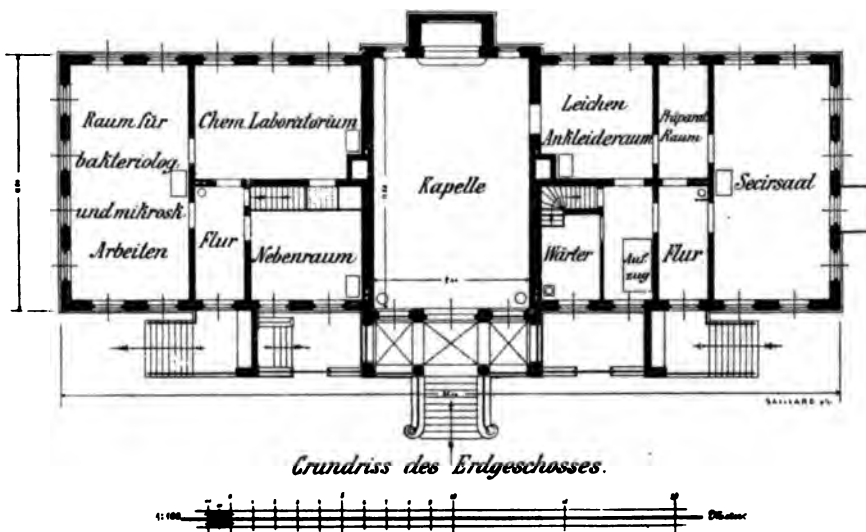 Raum für
bakteriolog.
und mikrosk.
Arbeiten
Chem. Laboratorium
Flur
Nebenraum
Kapelle
Leichen
Ankleideraum
Präparat.
Raum
Secirsaal
Wärter
Auf
zug
Flur
GAILLARD
Grundriss des Erdgeschosses.